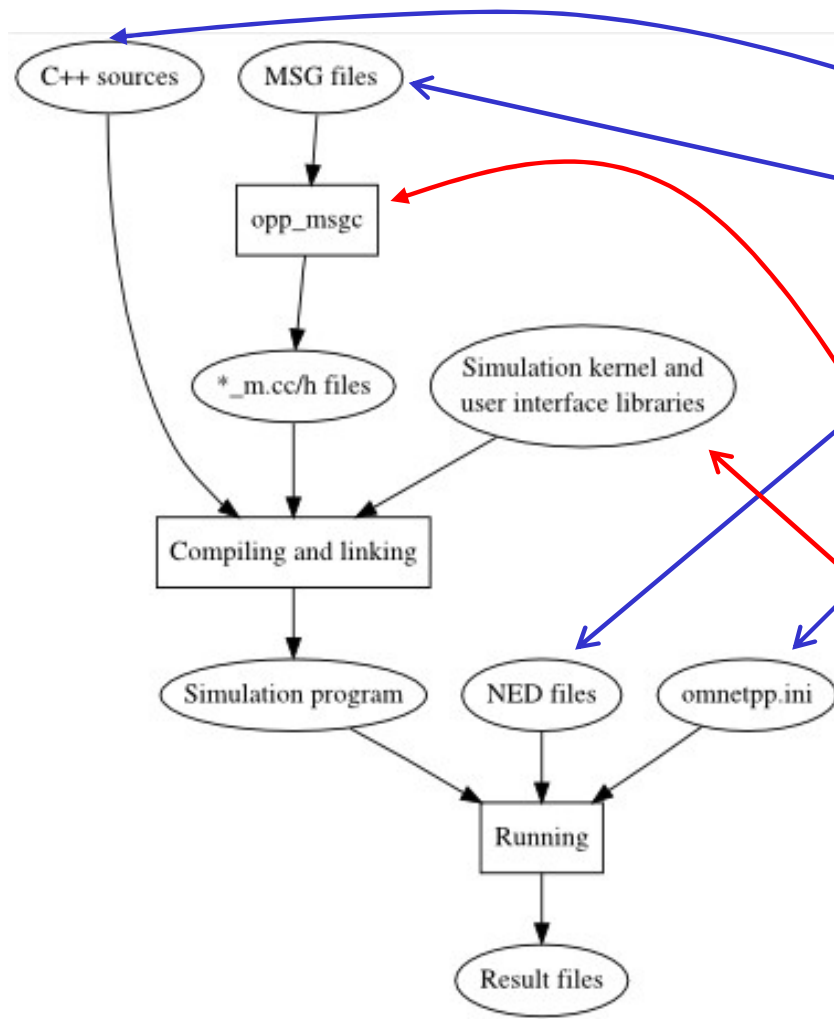 C++ sources
MSG files
opp_msgc
*_m.cc/h files
Simulation kernel and
user interface libraries
Compiling and linking
Simulation program
NED files
omnetpp.ini
Running
Result files